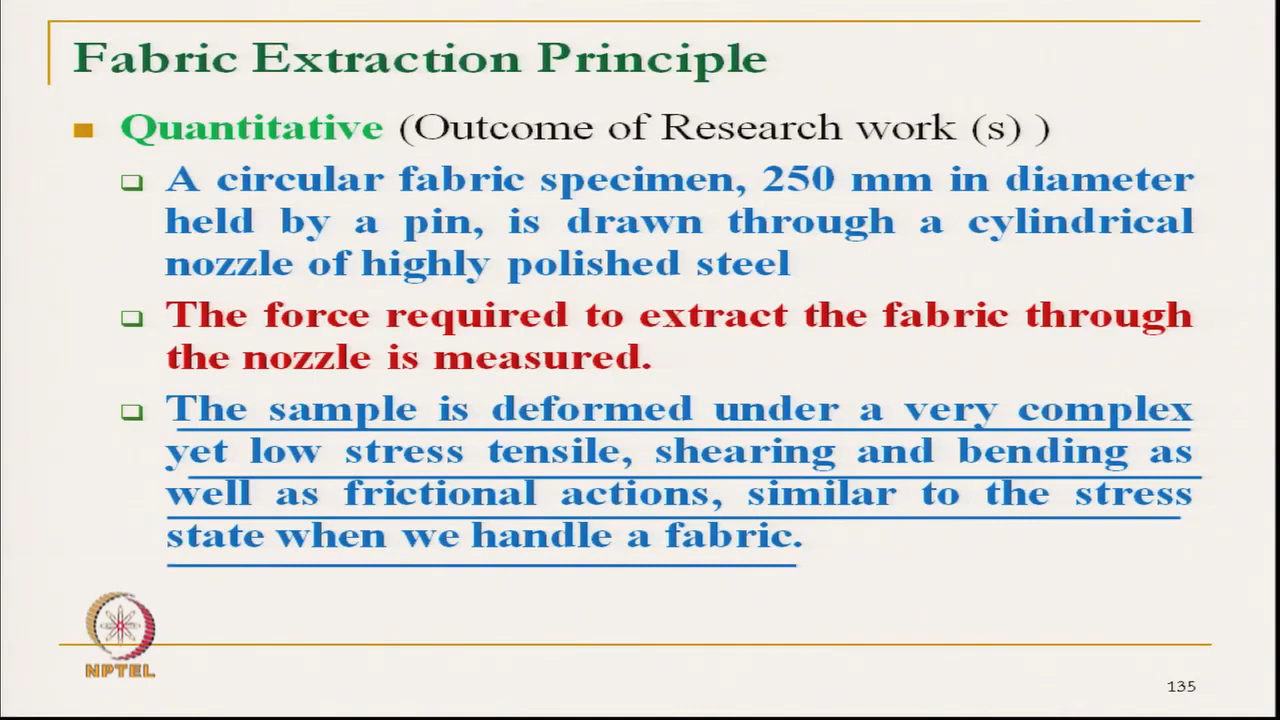 Fabric Extraction Principle
Quantitative (Outcome of Research work (s) )
A circular fabric specimen, 250 mm in diameter
held by a pin, is drawn through a cylindrical
nozzle of highly polished steel
The force required to extract the fabric through
the nozzle is measured.
The sample is deformed under a very complex
yet low stress tensile, shearing and bending as
well as frictional actions, similar to the stress
state when we handle a fabric.
NPTEL
135